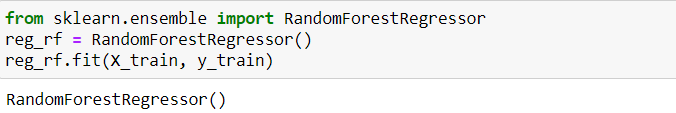 from sklearn.ensemble import RandomForestRegressor
reg_rf = RandomForestRegressor()
reg_rf.fit(X_train, y_train)
RandomForestRegressor()